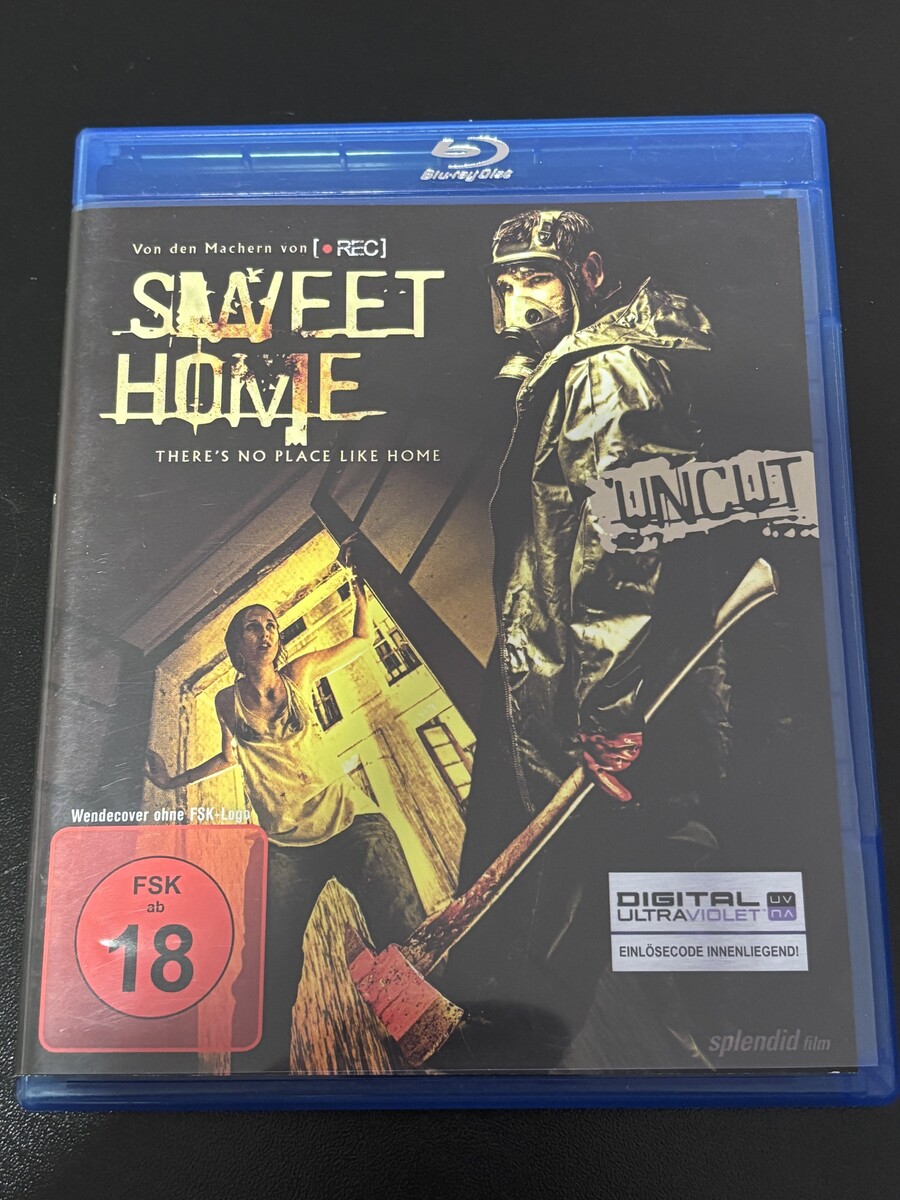 Blu-ray Disc
Von den Machern von [● REC]
SWEET
HOME
THERE'S NO PLACE LIKE HOME
UNCUT
Wendecover ohne FSK-Logo
FSK
ab
18
DIGITAL UV
ULTRAVIOLET™
EINLÖSECODE INNENLIEGEND!
splendid film